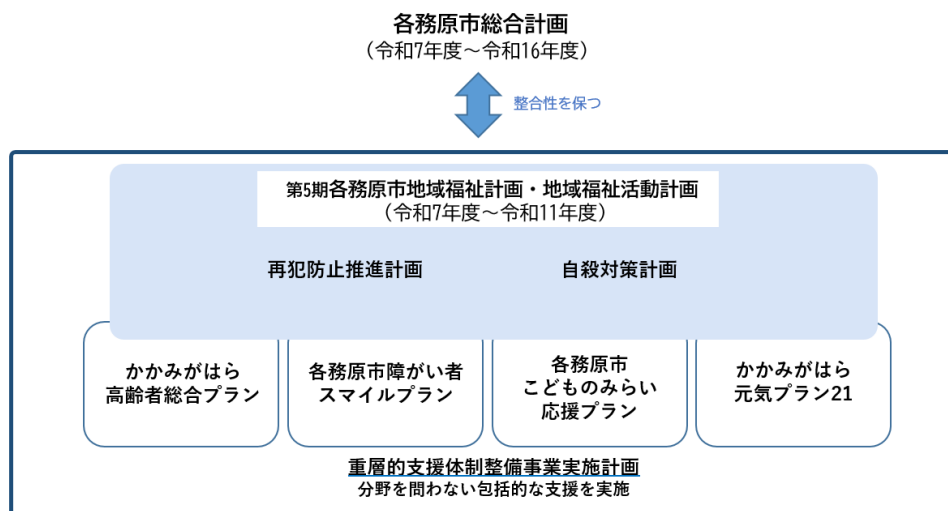 各務原市総合計画
（令和7年度～令和16年度）
整合性を保つ
第5期各務原市地域福祉計画・地域福祉活動計画
（令和7年度～令和11年度）
再犯防止推進計画
自殺対策計画
かかみがはら
高齢者総合プラン
各務原市障がい者
スマイルプラン
各務原市
こどものみらい
応援プラン
かかみがはら
元気プラン21
重層的支援体制整備事業実施計画
分野を問わない包括的な支援を実施